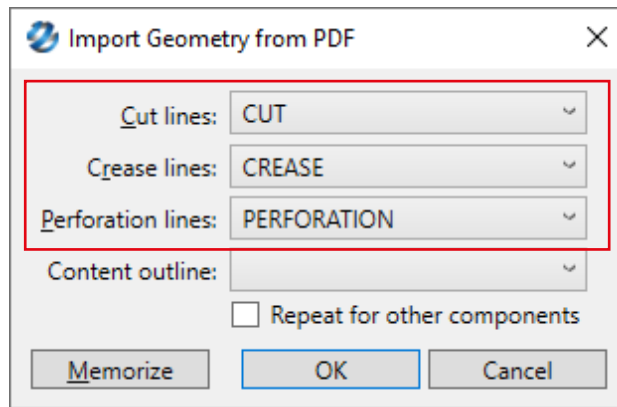 Import Geometry from PDF
Cut lines: CUT
Crease lines: CREASE
Perforation lines: PERFORATION
Content outline:
Repeat for other components
Memorize OK Cancel